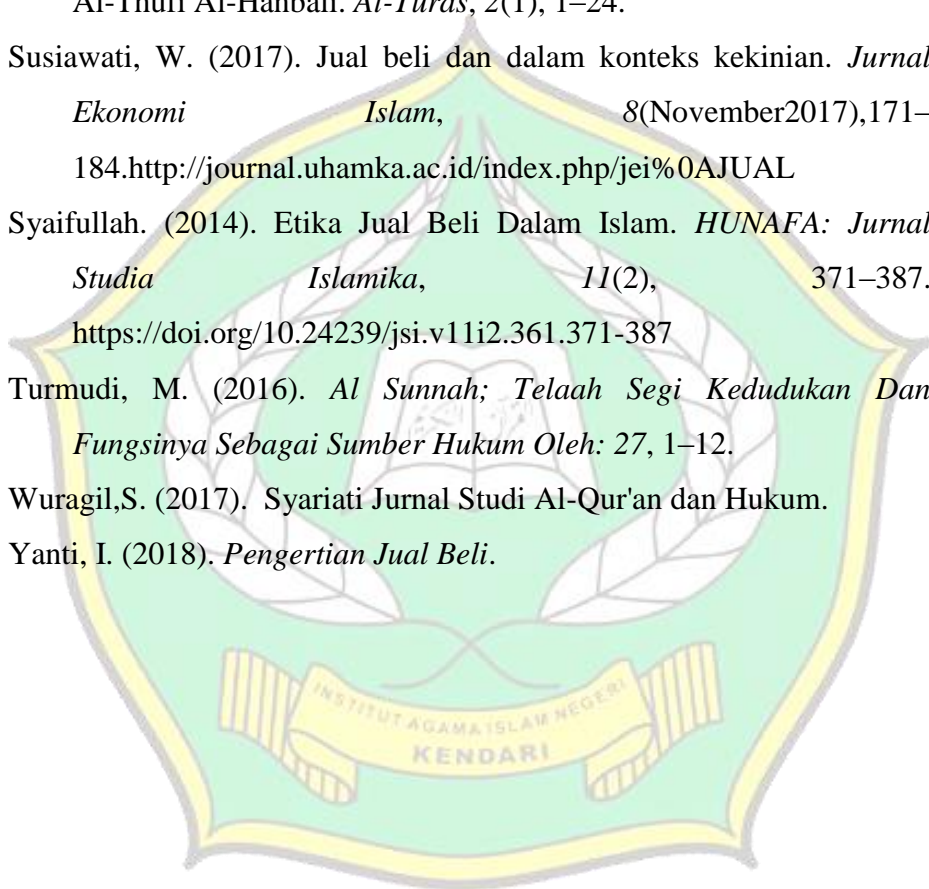 Al-Thufi Al-Hanbali. Al-Turas, 2(1), 1–24.
Susiawati, W. (2017). Jual beli dan dalam konteks kekinian. Jurnal
Ekonomi Islam, 8(November2017),171–
184.http://journal.uhamka.ac.id/index.php/jei%0AJUAL
Syaifullah. (2014). Etika Jual Beli Dalam Islam. HUNAFA: Jurnal
Studia Islamika, 11(2), 371–387.
https://doi.org/10.24239/jsi.v11i2.361.371-387
Turmudi, M. (2016). Al Sunnah; Telaah Segi Kedudukan Dan
Fungsinya Sebagai Sumber Hukum Oleh: 27, 1–12.
Wuragil,S. (2017). Syariati Jurnal Studi Al-Qur'an dan Hukum.
Yanti, I. (2018). Pengertian Jual Beli.
INSTITUT AGAMA ISLAM NEGERI
KENDARI